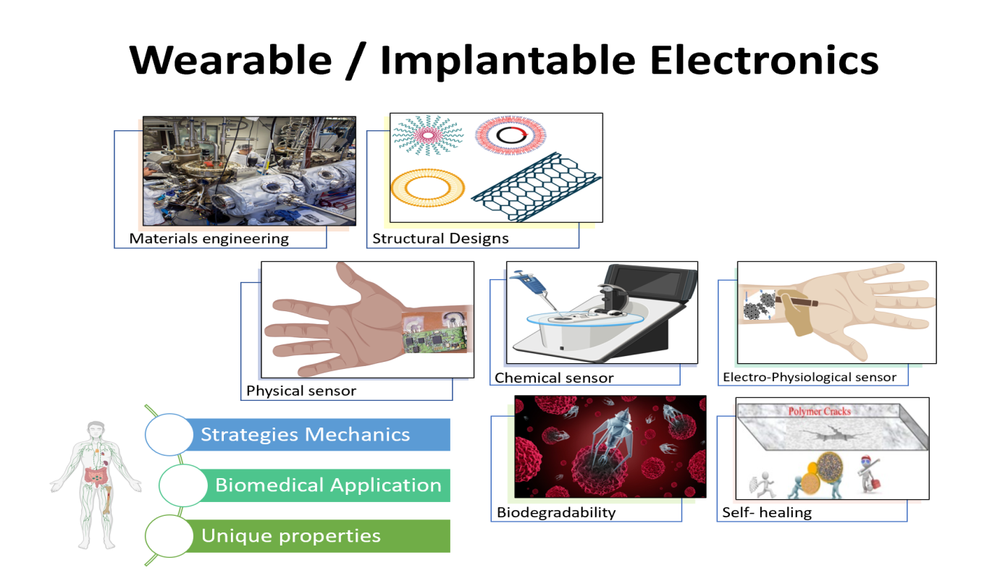 Wearable / Implantable Electronics
Materials engineering
Structural Designs
Physical sensor
Chemical sensor
Electro-Physiological sensor
Strategies Mechanics
Biomedical Application
Unique properties
Biodegradability
Polymer Cracks
Self- healing